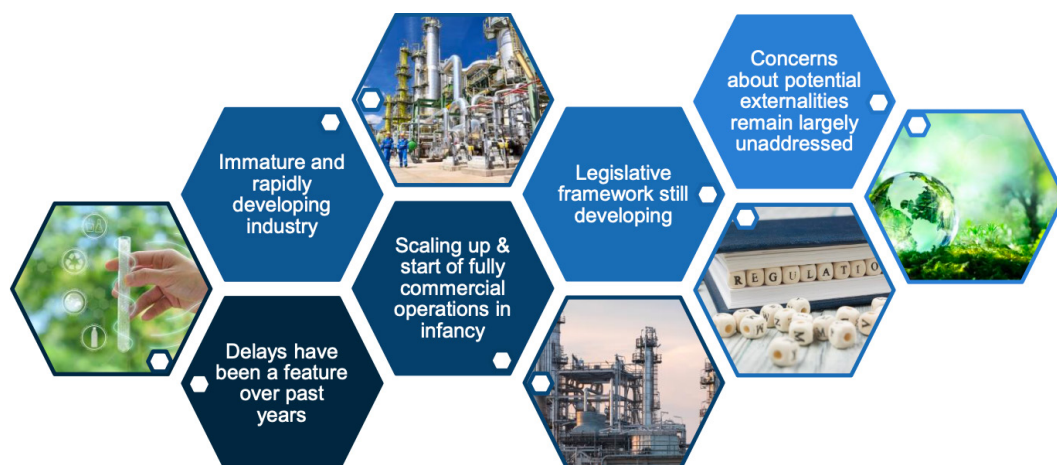 Immature and
rapidly
developing
industry
Delays have
been a feature
over past
years
Scaling up &
start of fully
commercial
operations in
infancy
Legislative
framework still
developing
Concerns
about potential
externalities
remain largely
unaddressed
REGULATIO